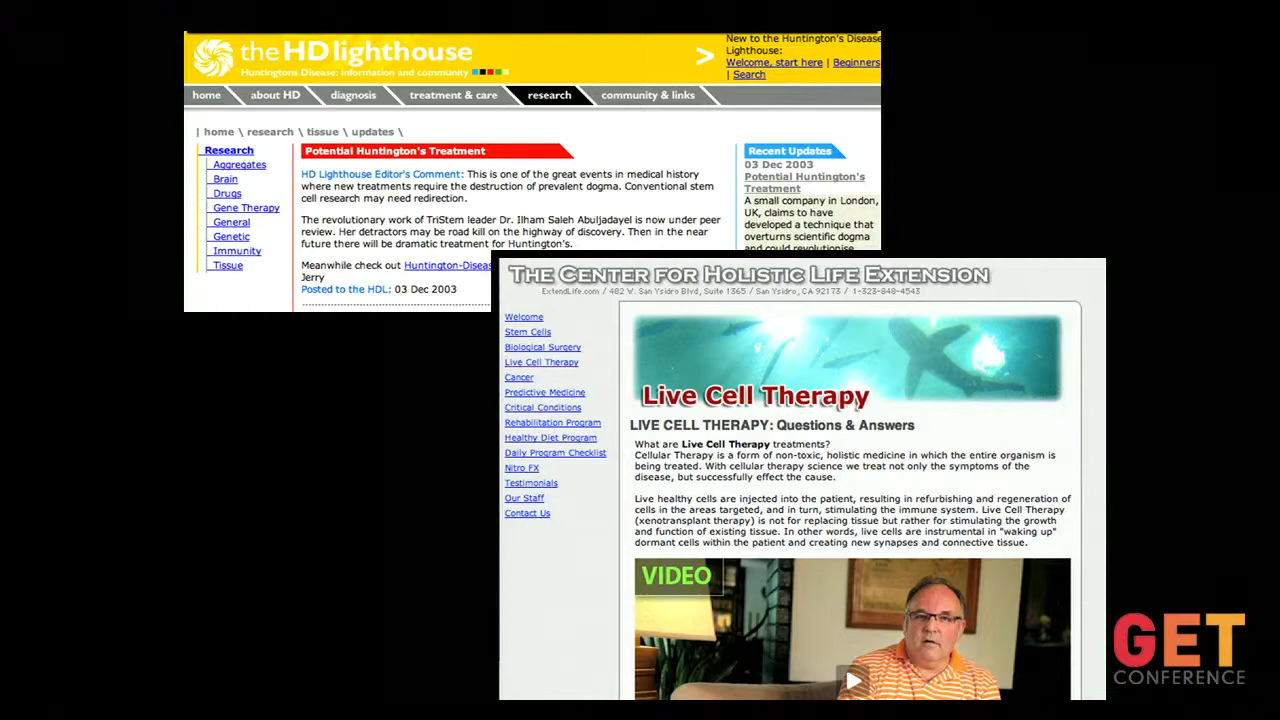 the HD lighthouse
Huntingtons Disease: information and community
>
New to the Huntington's Disease
Lighthouse:
Welcome, start here | Beginners
| Search
home about HD diagnosis treatment & care research community & links
| home \ research \ tissue \ updates \
Research
Aggregates
Brain
Drugs
Gene Therapy
General
Genetic
Immunity
Tissue
Potential Huntington's Treatment
HD Lighthouse Editor's Comment: This is one of the great events in medical history
where new treatments require the destruction of prevalent dogma. Conventional stem
cell research may need redirection.
The revolutionary work of TriStem leader Dr. Ilham Saleh Abuljadayel is now under peer
review. Her detractors may be road kill on the highway of discovery. Then in the near
future there will be dramatic treatment for Huntington's.
Meanwhile check out Huntington-Diseas
Jerry
Posted to the HDL: 03 Dec 2003
Recent Updates
03 Dec 2003
Potential Huntington's
Treatment
A small company in London,
UK, claims to have
developed a technique that
overturns scientific dogma
and could revolutionise
THE CENTER FOR HOLISTIC LIFE EXTENSION
ExtendLife.com / 482 W. San Ysidro Blvd, Suite 1365 / San Ysidro, CA 92173 / 1-323-848-4543
Welcome
Stem Cells
Biological Surgery
Live Cell Therapy
Cancer
Predictive Medicine
Critical Conditions
Rehabilitation Program
Healthy Diet Program
Daily Program Checklist
Nitro FX
Testimonials
Our Staff
Contact Us
Live Cell Therapy
LIVE CELL THERAPY: Questions & Answers
What are Live Cell Therapy treatments?
Cellular Therapy is a form of non-toxic, holistic medicine in which the entire organism is
being treated. With cellular therapy science we treat not only the symptoms of the
disease, but successfully effect the cause.
Live healthy cells are injected into the patient, resulting in refurbishing and regeneration of
cells in the areas targeted, and in turn, stimulating the immune system. Live Cell Therapy
(xenotransplant therapy) is not for replacing tissue but rather for stimulating the growth
and function of existing tissue. In other words, live cells are instrumental in "waking up"
dormant cells within the patient and creating new synapses and connective tissue.
VIDEO
GET
CONFERENCE